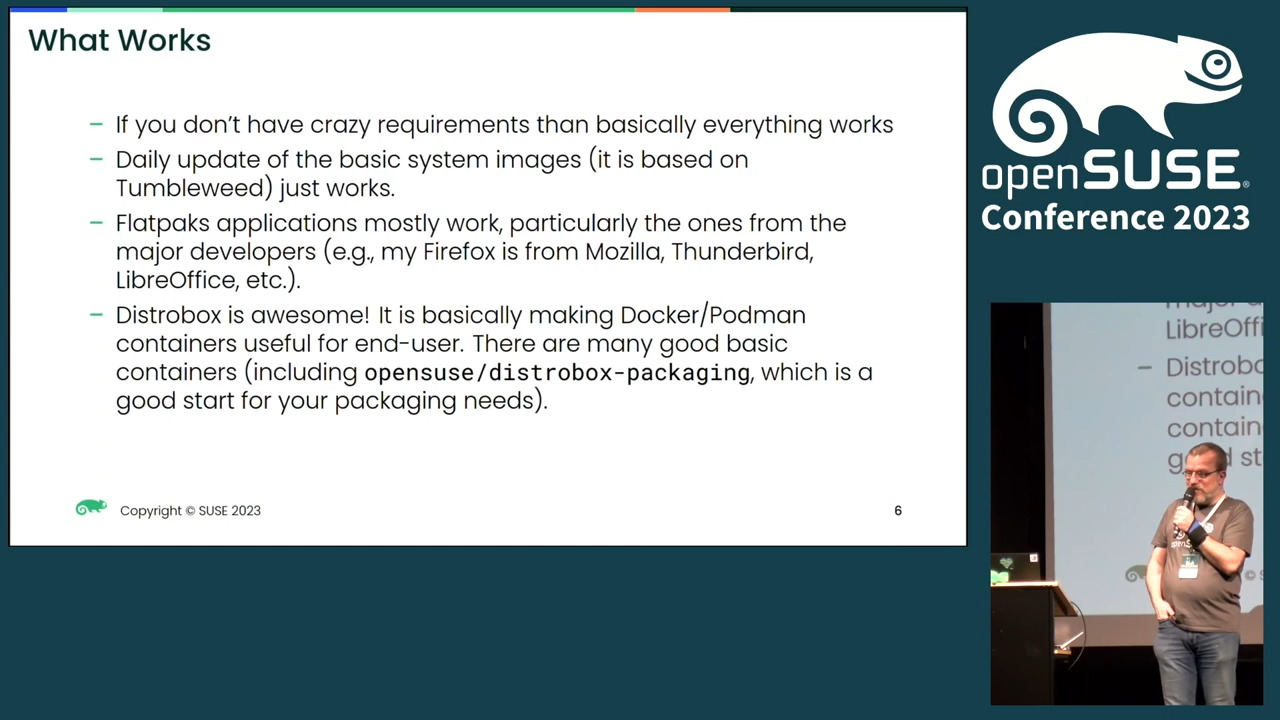 What Works
– If you don't have crazy requirements than basically everything works
– Daily update of the basic system images (it is based on
Tumbleweed) just works.
– Flatpaks applications mostly work, particularly the ones from the
major developers (e.g., my Firefox is from Mozilla, Thunderbird,
LibreOffice, etc.).
– Distrobox is awesome! It is basically making Docker/Podman
containers useful for end-user. There are many good basic
containers (including opensuse/distrobox-packaging, which is a
good start for your packaging needs).
Copyright © SUSE 2023
6
openSUSE®
Conference 2023
LibreOffi
– Distrobo
contain
contain